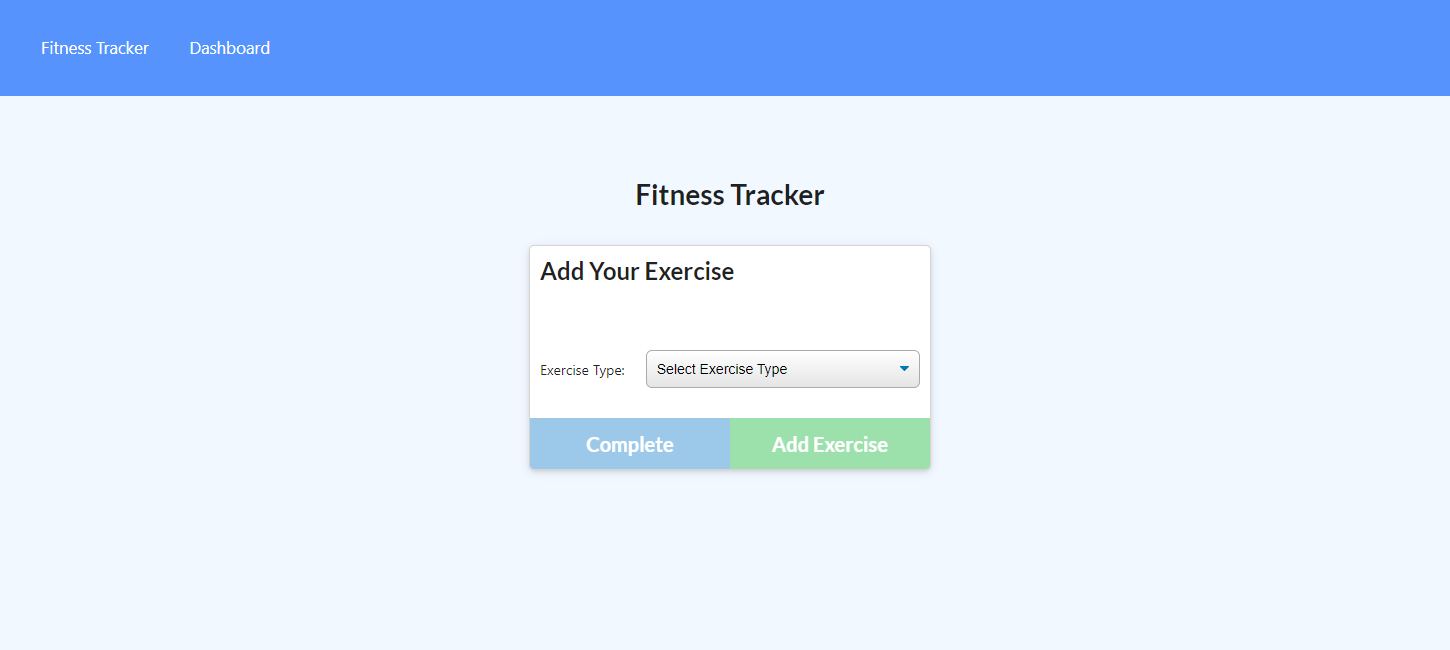 Fitness Tracker Dashboard
Fitness Tracker
Add Your Exercise
Exercise Type: Select Exercise Type
Complete Add Exercise